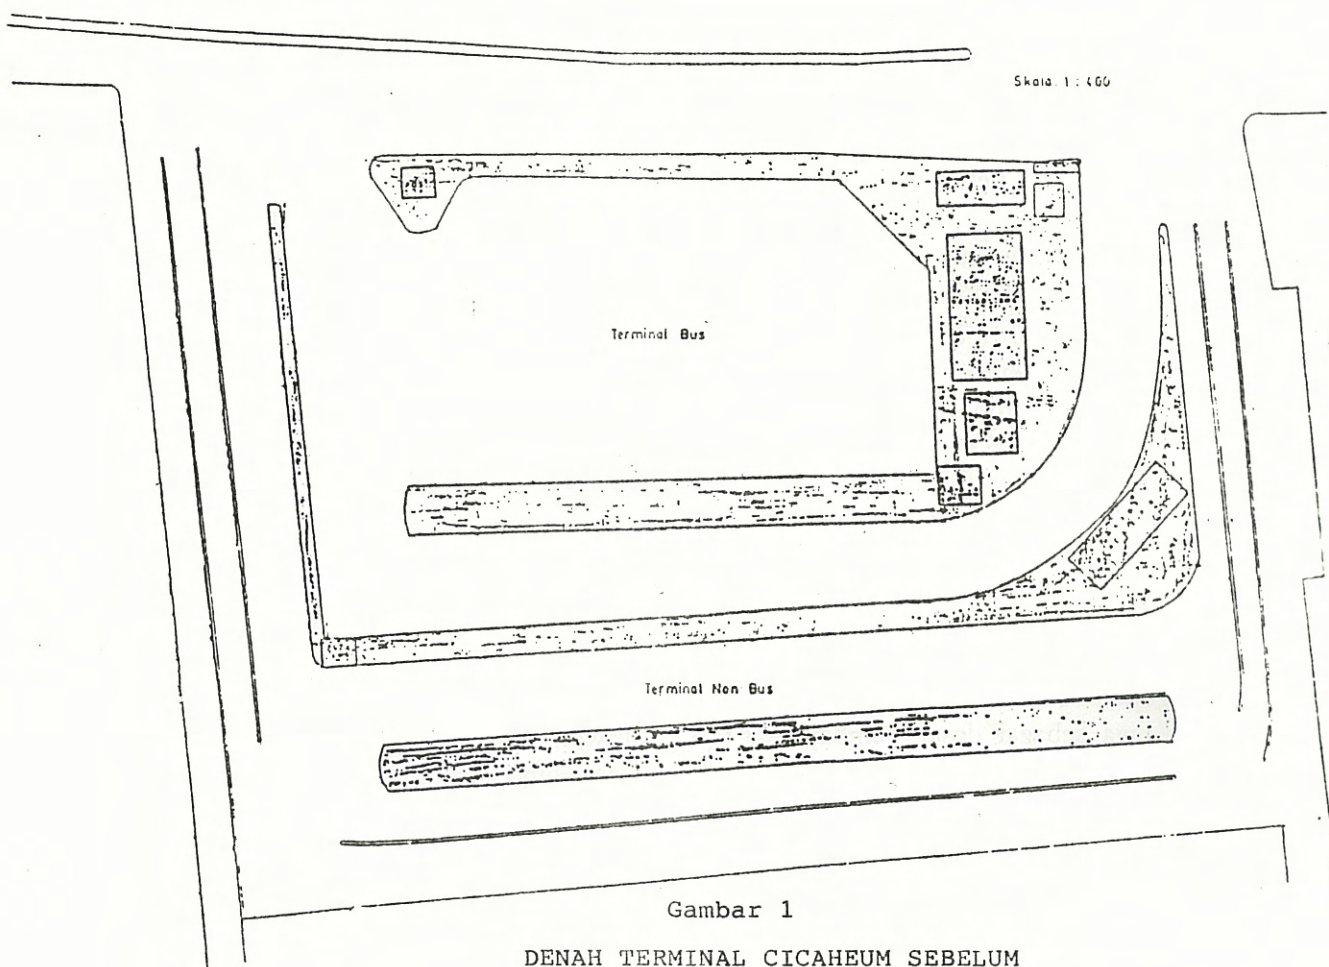 Skala 1 : 400
Terminal Bus
Terminal Non Bus
Gambar 1
DENAH TERMINAL CICAHEUM SEBELUM